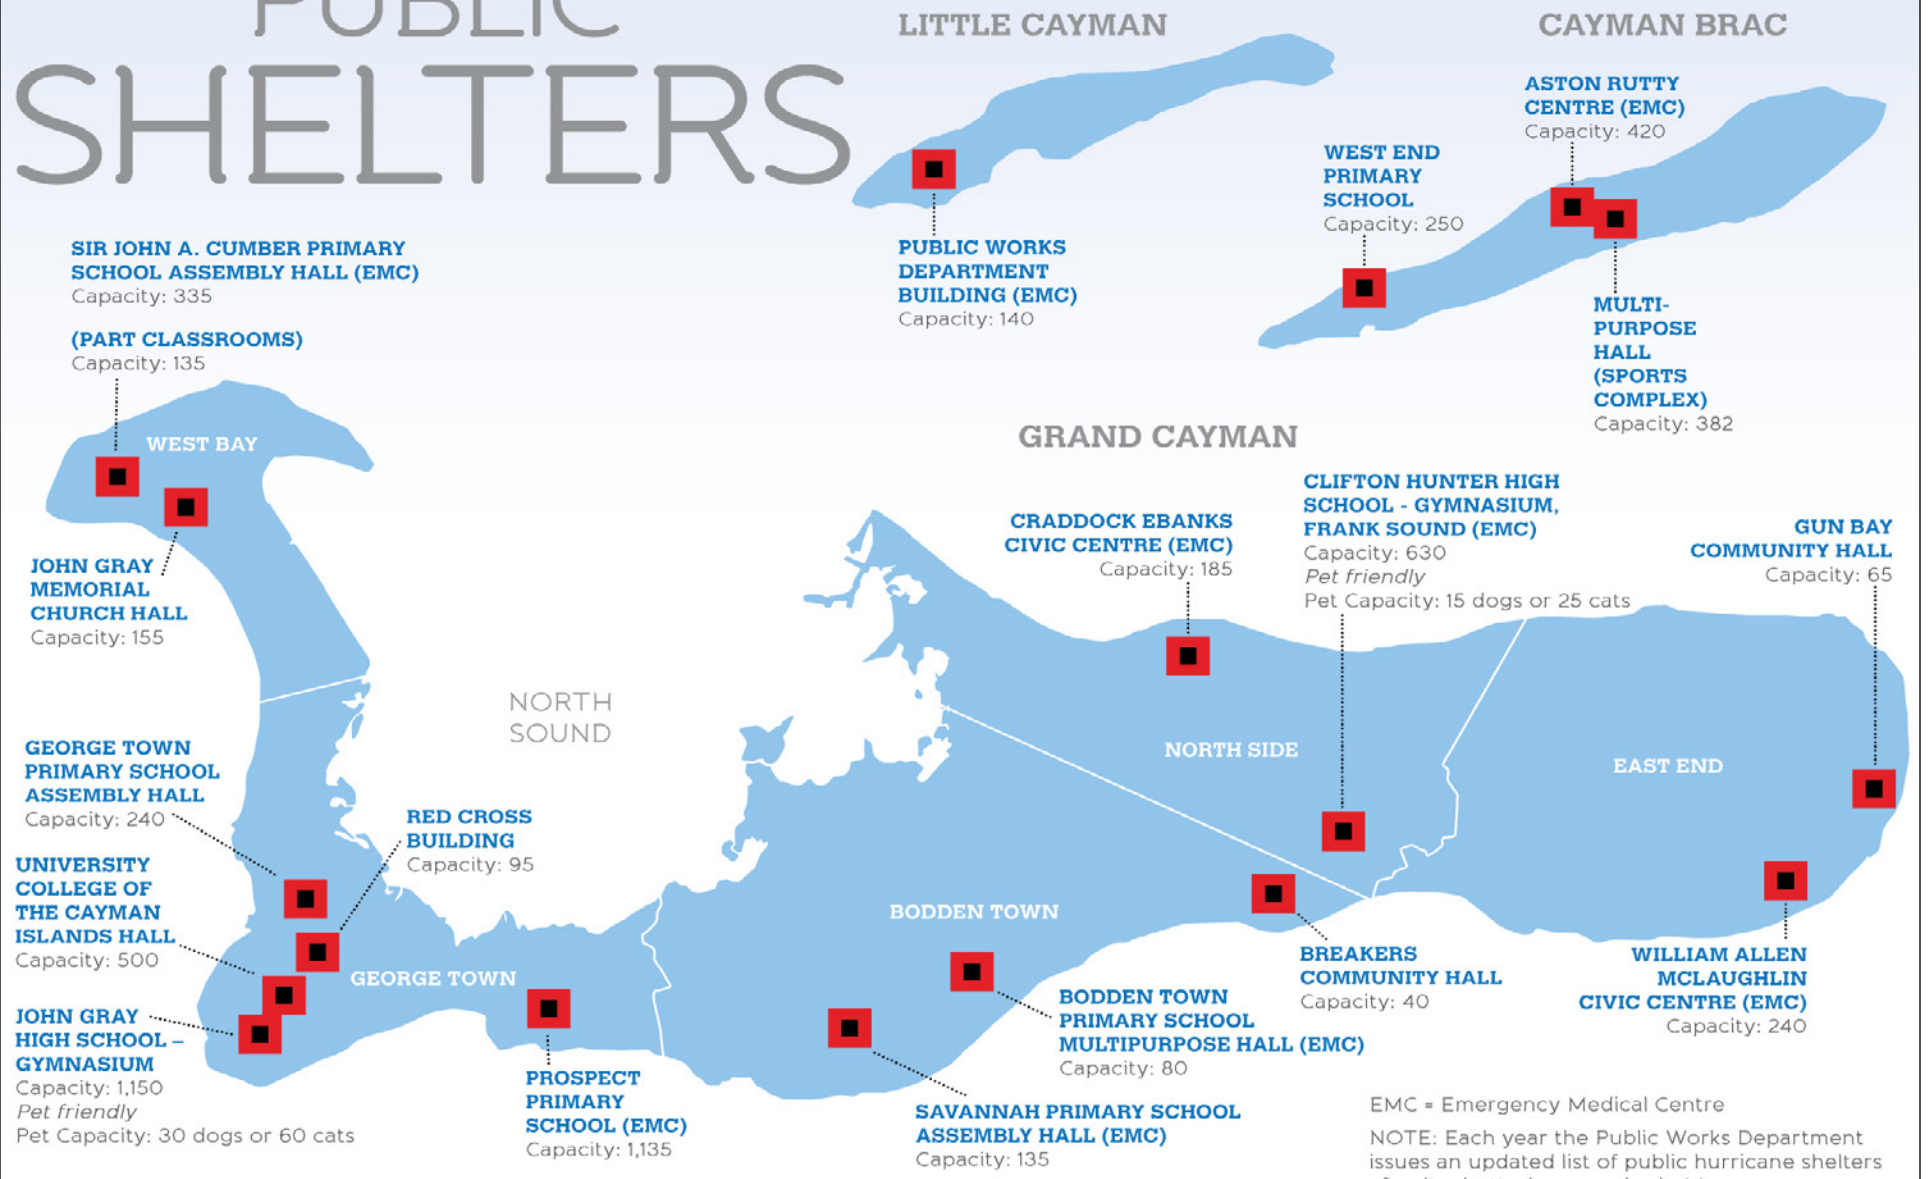 PUBLIC
SHELTERS
LITTLE CAYMAN
CAYMAN BRAC
ASTON RUTTY
CENTRE (EMC)
Capacity: 420
WEST END
PRIMARY
SCHOOL
Capacity: 250
PUBLIC WORKS
DEPARTMENT
BUILDING (EMC)
Capacity: 140
MULTI-
PURPOSE
HALL
(SPORTS
COMPLEX)
Capacity: 382
SIR JOHN A. CUMBER PRIMARY
SCHOOL ASSEMBLY HALL (EMC)
Capacity: 335
(PART CLASSROOMS)
Capacity: 135
WEST BAY
JOHN GRAY
MEMORIAL
CHURCH HALL
Capacity: 155
GRAND CAYMAN
CRADDOCK EBANKS
CIVIC CENTRE (EMC)
Capacity: 185
CLIFTON HUNTER HIGH
SCHOOL - GYMNASIUM,
FRANK SOUND (EMC)
Capacity: 630
Pet friendly
Pet Capacity: 15 dogs or 25 cats
GUN BAY
COMMUNITY HALL
Capacity: 65
NORTH
SOUND
NORTH SIDE
EAST END
GEORGE TOWN
PRIMARY SCHOOL
ASSEMBLY HALL
Capacity: 240
RED CROSS
BUILDING
Capacity: 95
UNIVERSITY
COLLEGE OF
THE CAYMAN
ISLANDS HALL
Capacity: 500
GEORGE TOWN
BODDEN TOWN
JOHN GRAY
HIGH SCHOOL –
GYMNASIUM
Capacity: 1,150
Pet friendly
Pet Capacity: 30 dogs or 60 cats
PROSPECT
PRIMARY
SCHOOL (EMC)
Capacity: 1,135
SAVANNAH PRIMARY SCHOOL
ASSEMBLY HALL (EMC)
Capacity: 135
BODDEN TOWN
PRIMARY SCHOOL
MULTIPURPOSE HALL (EMC)
Capacity: 80
BREAKERS
COMMUNITY HALL
Capacity: 40
WILLIAM ALLEN
MCLAUGHLIN
CIVIC CENTRE (EMC)
Capacity: 240
EMC = Emergency Medical Centre
NOTE: Each year the Public Works Department
issues an updated list of public hurricane shelters